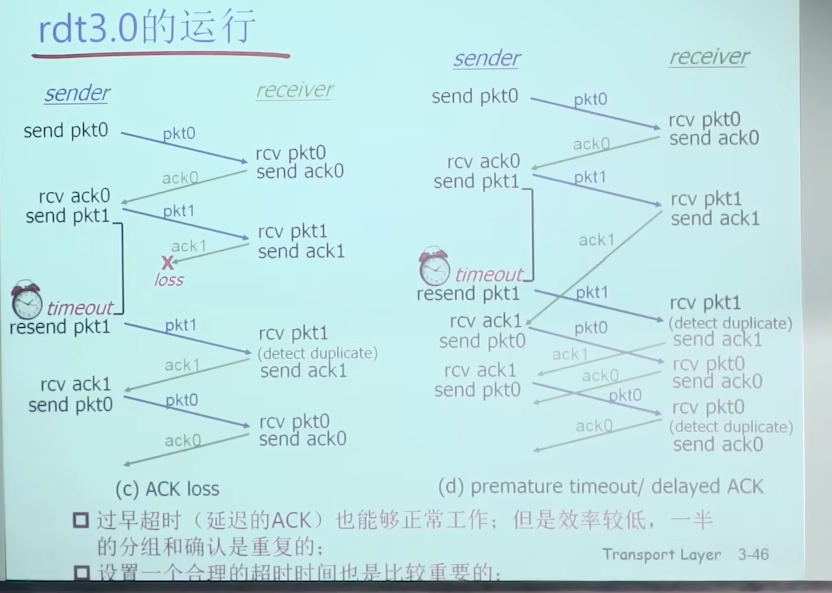 rdt3.0的运行
sender
receiver
send pkt0
pkt0
rcv pkt0
send ack0
ack0
rcv ack0
send pkt1
pkt1
rcv pkt1
send ack1
ack1
X
loss
timeout
resend pkt1
pkt1
rcv pkt1
(detect duplicate)
send ack1
ack1
rcv ack1
send pkt0
pkt0
rcv pkt0
send ack0
ack0
(c) ACK loss
sender
receiver
send pkt0
pkt0
rcv pkt0
send ack0
ack0
rcv ack0
send pkt1
pkt1
rcv pkt1
send ack1
ack1
timeout
resend pkt1
pkt1
rcv pkt1
(detect duplicate)
send ack1
rcv ack1
send pkt0
pkt0
ack1
rcv pkt0
send ack0
rcv ack1
send pkt0
ack0
pkt0
rcv pkt0
(detect duplicate)
send ack0
ack0
(d) premature timeout/ delayed ACK
过早超时（延迟的ACK）也能够正常工作；但是效率较低，一半
的分组和确认是重复的；
设置一个合理的超时时间也是比较重要的；
Transport Layer 3-46